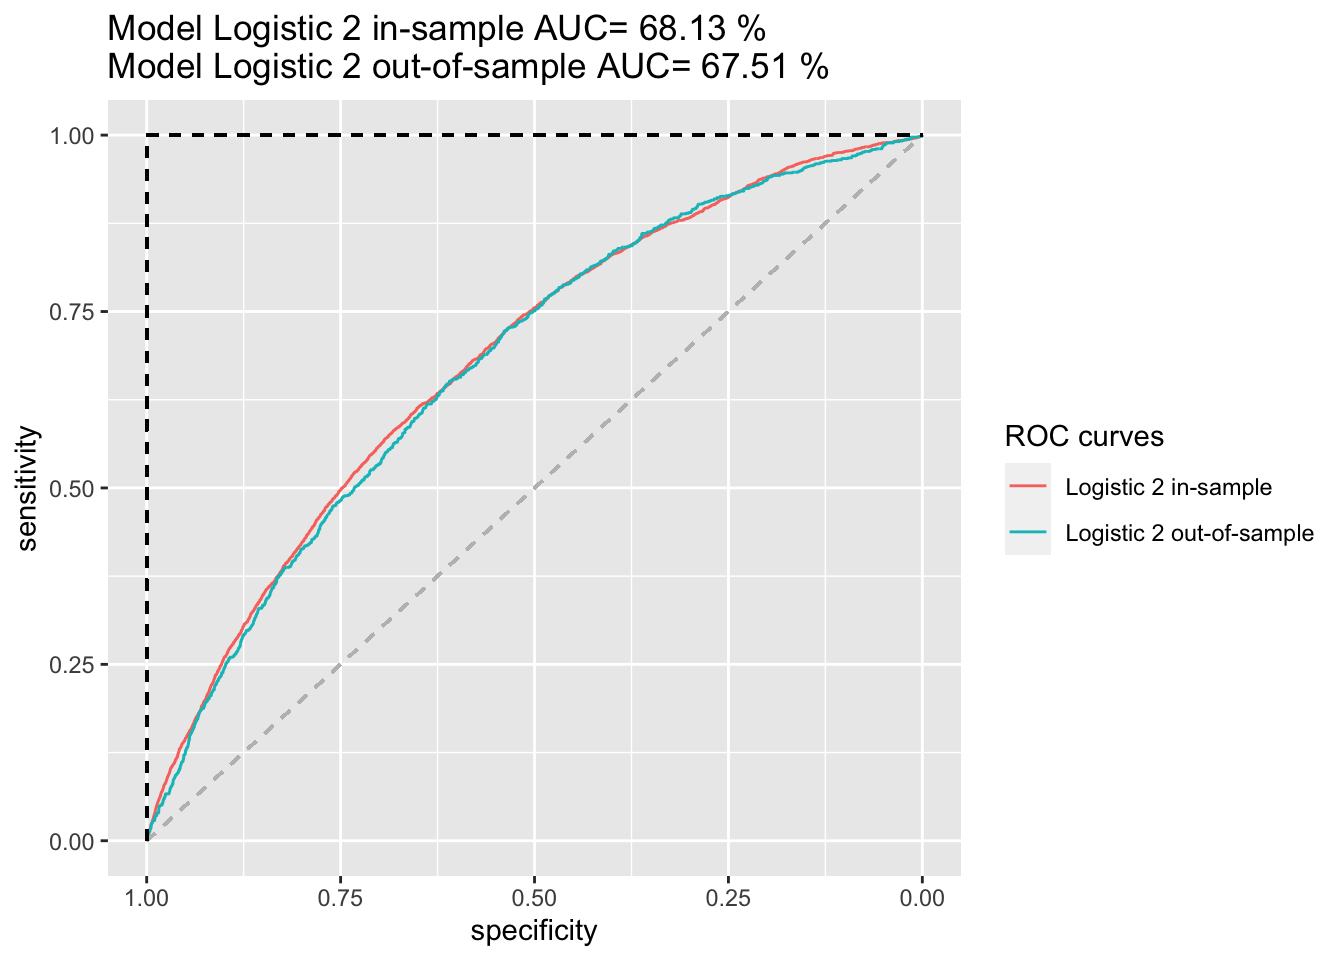 Model Logistic 2 in-sample AUC= 68.13 %
Model Logistic 2 out-of-sample AUC= 67.51 %
1.00
0.75
0.50
0.25
0.00
sensitivity
1.00 0.75 0.50 0.25 0.00
specificity
ROC curves
Logistic 2 in-sample
Logistic 2 out-of-sample